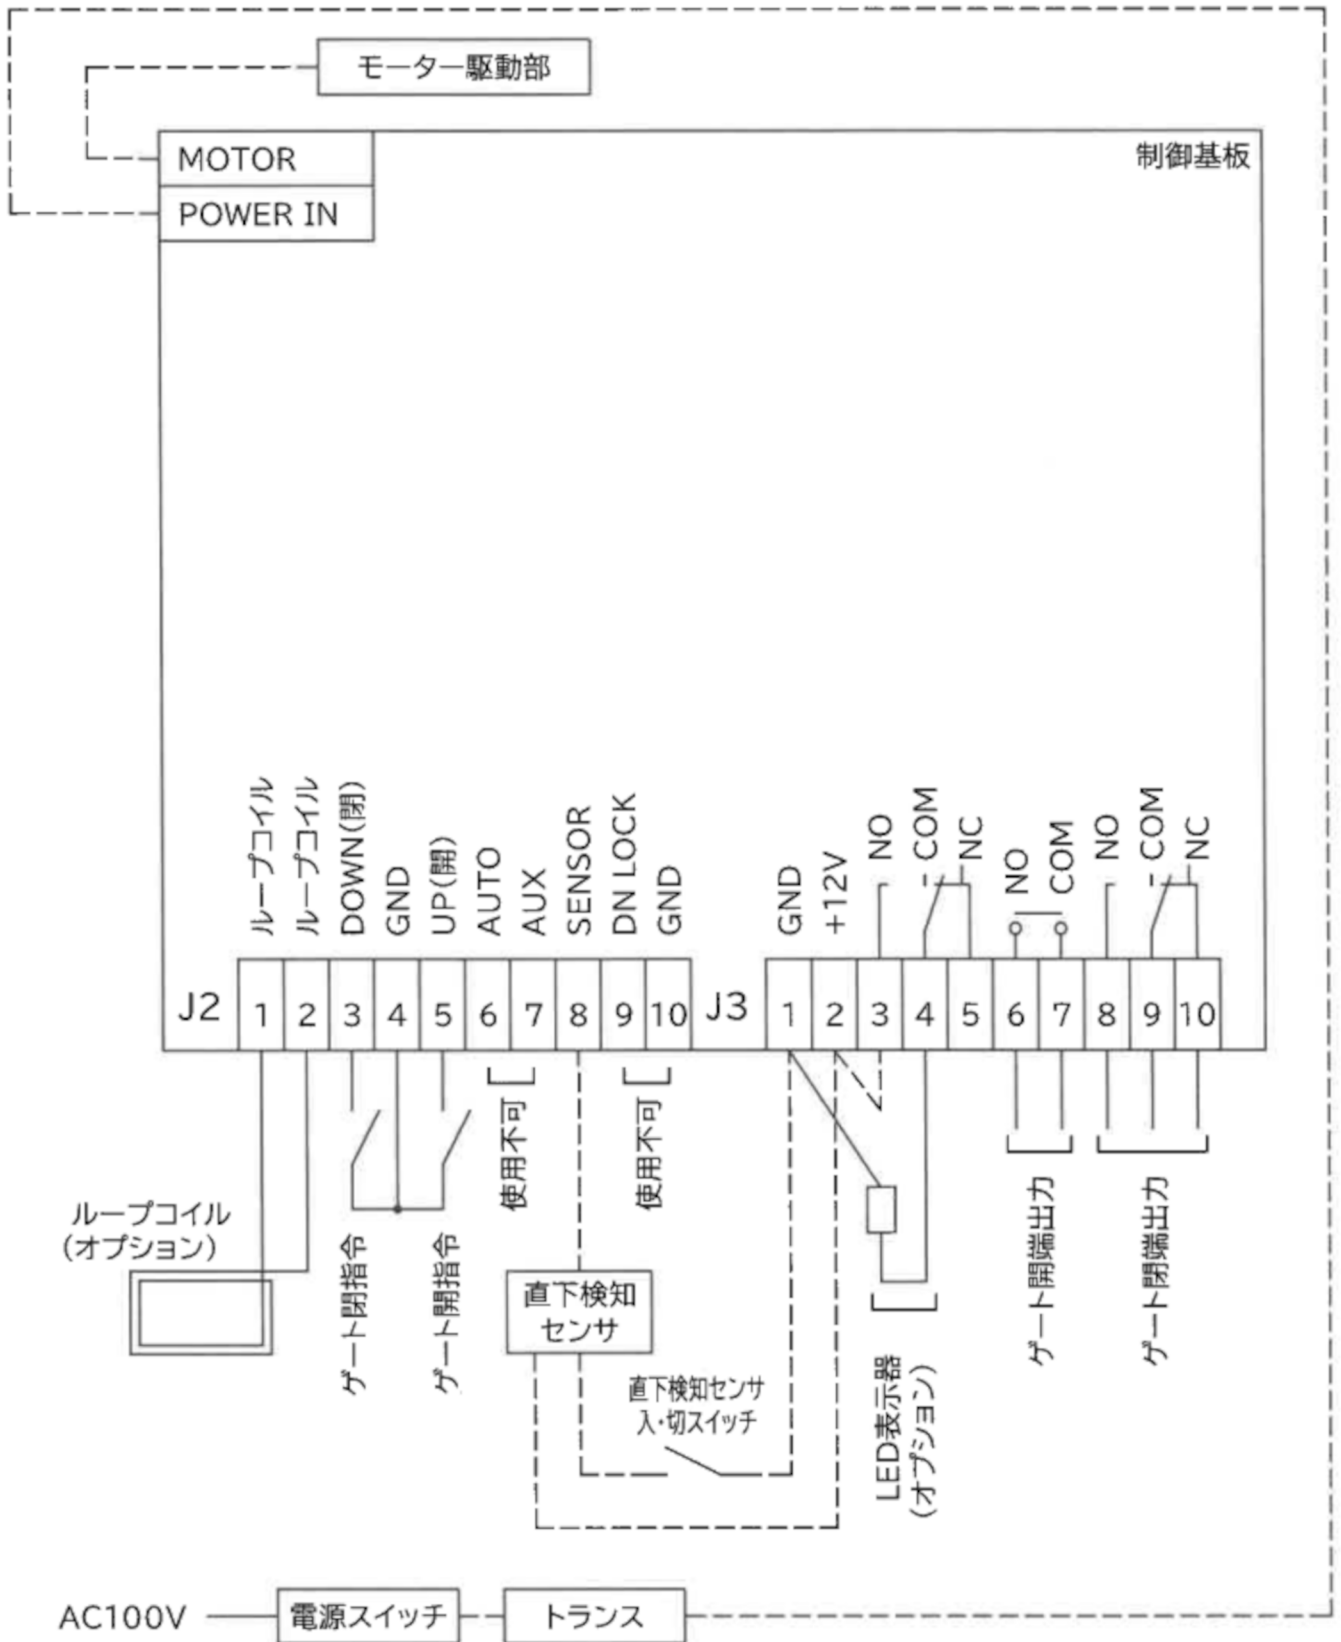 モーター駆動部
MOTOR
制御基板
POWER IN
ループコイル
ループコイル
DOWN(閉)
GND
UP(開)
AUTO
AUX
SENSOR
DN LOCK
GND
GND
+12V
NO
COM
NC
NO
COM
NO
COM
NC
J2 1 2 3 4 5 6 7 8 9 10
J3 1 2 3 4 5 6 7 8 9 10
使用不可
使用不可
ループコイル
(オプション)
ゲート閉指令
ゲート開指令
直下検知
センサ
直下検知センサ
入・切スイッチ
LED表示器
(オプション)
ゲート開端出力
ゲート閉端出力
AC100V
電源スイッチ
トランス